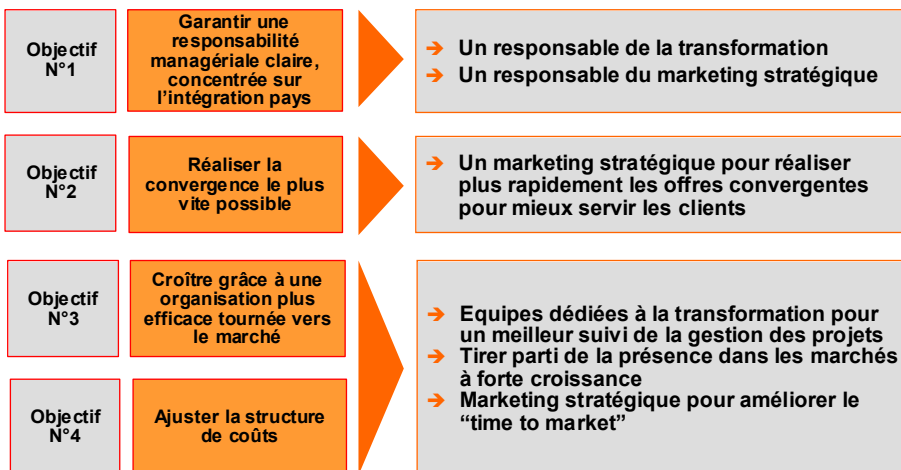 Objectif
N°1
Garantir une
responsabilité
managériale claire,
concentrée sur
l'intégration pays
➔ Un responsable de la transformation
➔ Un responsable du marketing stratégique
Objectif
N°2
Réaliser la
convergence le plus
vite possible
➔ Un marketing stratégique pour réaliser
plus rapidement les offres convergentes
pour mieux servir les clients
Objectif
N°3
Croître grâce à une
organisation plus
efficace tournée vers
le marché
Objectif
N°4
Ajuster la structure
de coûts
➔ Equipes dédiées à la transformation pour
un meilleur suivi de la gestion des projets
➔ Tirer parti de la présence dans les marchés
à forte croissance
➔ Marketing stratégique pour améliorer le
“time to market”